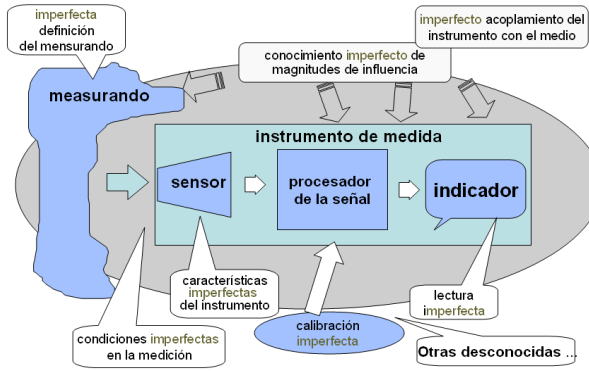 imperfecta
definición
del mensurando
imperfecto acoplamiento del
instrumento con el medio
conocimiento imperfecto de
magnitudes de influencia
measurando
instrumento de medida
sensor
procesador
de la señal
indicador
características
imperfectas
del instrumento
lectura
imperfecta
condiciones imperfectas
en la medición
calibración
imperfecta
Otras desconocidas ...